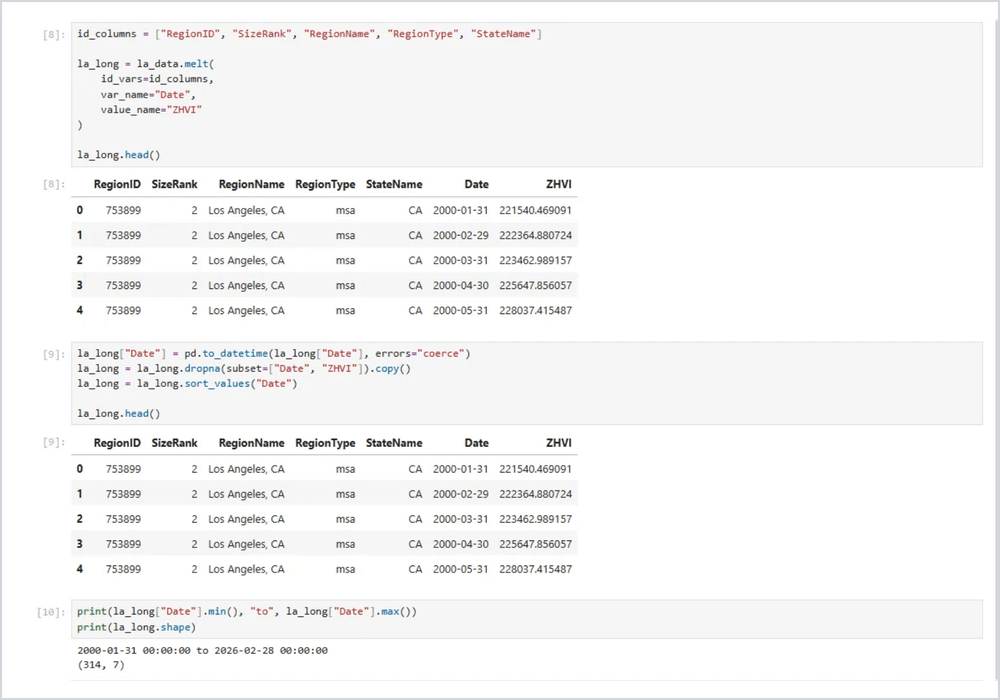 [8]: id_columns = ["RegionID", "SizeRank", "RegionName", "RegionType", "StateName"]
la_long = la_data.melt(
    id_vars=id_columns,
    var_name="Date",
    value_name="ZHVI"
)
la_long.head()
[8]: RegionID SizeRank RegionName RegionType StateName Date ZHVI
0 753899 2 Los Angeles, CA msa CA 2000-01-31 221540.469091
1 753899 2 Los Angeles, CA msa CA 2000-02-29 222364.880724
2 753899 2 Los Angeles, CA msa CA 2000-03-31 223462.989157
3 753899 2 Los Angeles, CA msa CA 2000-04-30 225647.856057
4 753899 2 Los Angeles, CA msa CA 2000-05-31 228037.415487
[9]: la_long["Date"] = pd.to_datetime(la_long["Date"], errors="coerce")
la_long = la_long.dropna(subset=["Date", "ZHVI"]).copy()
la_long = la_long.sort_values("Date")
la_long.head()
[9]: RegionID SizeRank RegionName RegionType StateName Date ZHVI
0 753899 2 Los Angeles, CA msa CA 2000-01-31 221540.469091
1 753899 2 Los Angeles, CA msa CA 2000-02-29 222364.880724
2 753899 2 Los Angeles, CA msa CA 2000-03-31 223462.989157
3 753899 2 Los Angeles, CA msa CA 2000-04-30 225647.856057
4 753899 2 Los Angeles, CA msa CA 2000-05-31 228037.415487
[10]: print(la_long["Date"].min(), "to", la_long["Date"].max())
print(la_long.shape)
2000-01-31 00:00:00 to 2026-02-28 00:00:00
(314, 7)